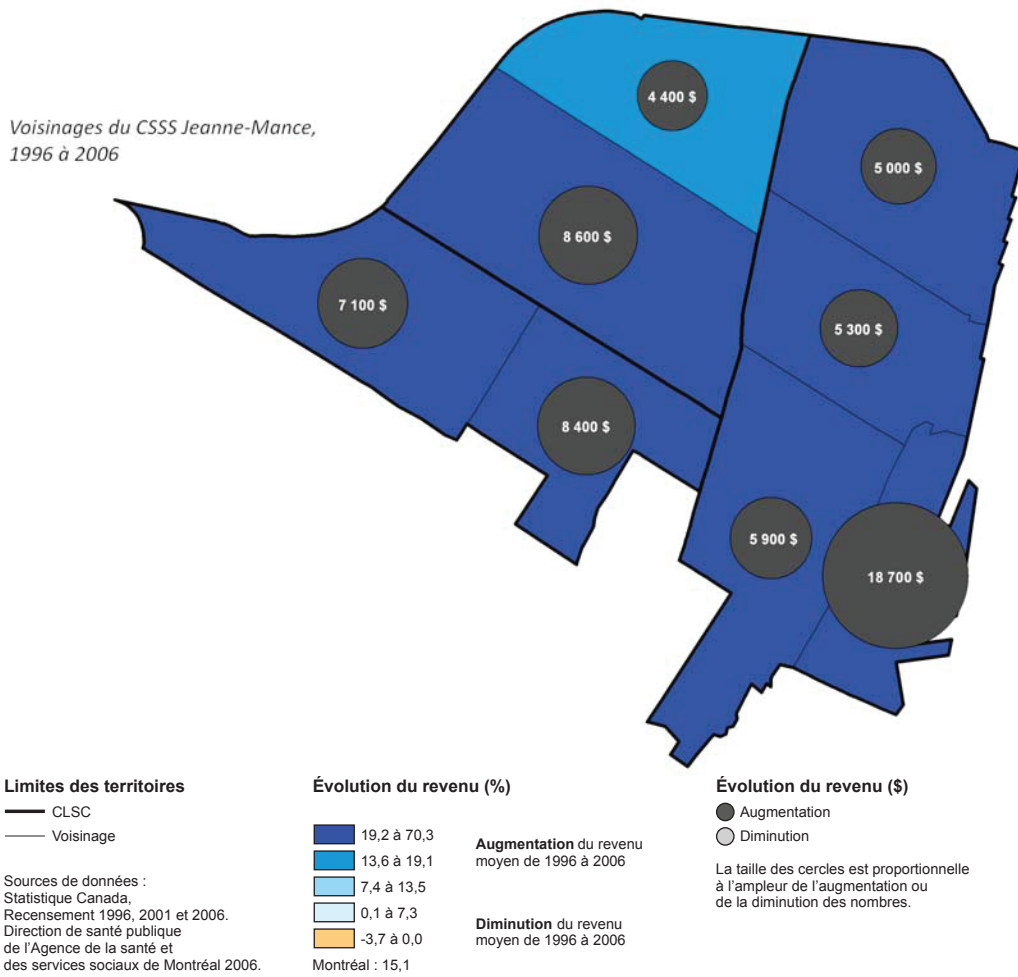 Voisinages du CSSS Jeanne-Mance,
1996 à 2006
4 400 $
5 000 $
8 600 $
7 100 $
5 300 $
8 400 $
5 900 $
18 700 $
Limites des territoires
CLSC
Voisinage
Sources de données :
Statistique Canada,
Recensement 1996, 2001 et 2006.
Direction de santé publique
de l'Agence de la santé et
des services sociaux de Montréal 2006.
Évolution du revenu (%)
19,2 à 70,3
13,6 à 19,1
7,4 à 13,5
0,1 à 7,3
-3,7 à 0,0
Montréal : 15,1
Augmentation du revenu
moyen de 1996 à 2006
Diminution du revenu
moyen de 1996 à 2006
Évolution du revenu ($)
Augmentation
Diminution
La taille des cercles est proportionnelle
à l'ampleur de l'augmentation ou
de la diminution des nombres.